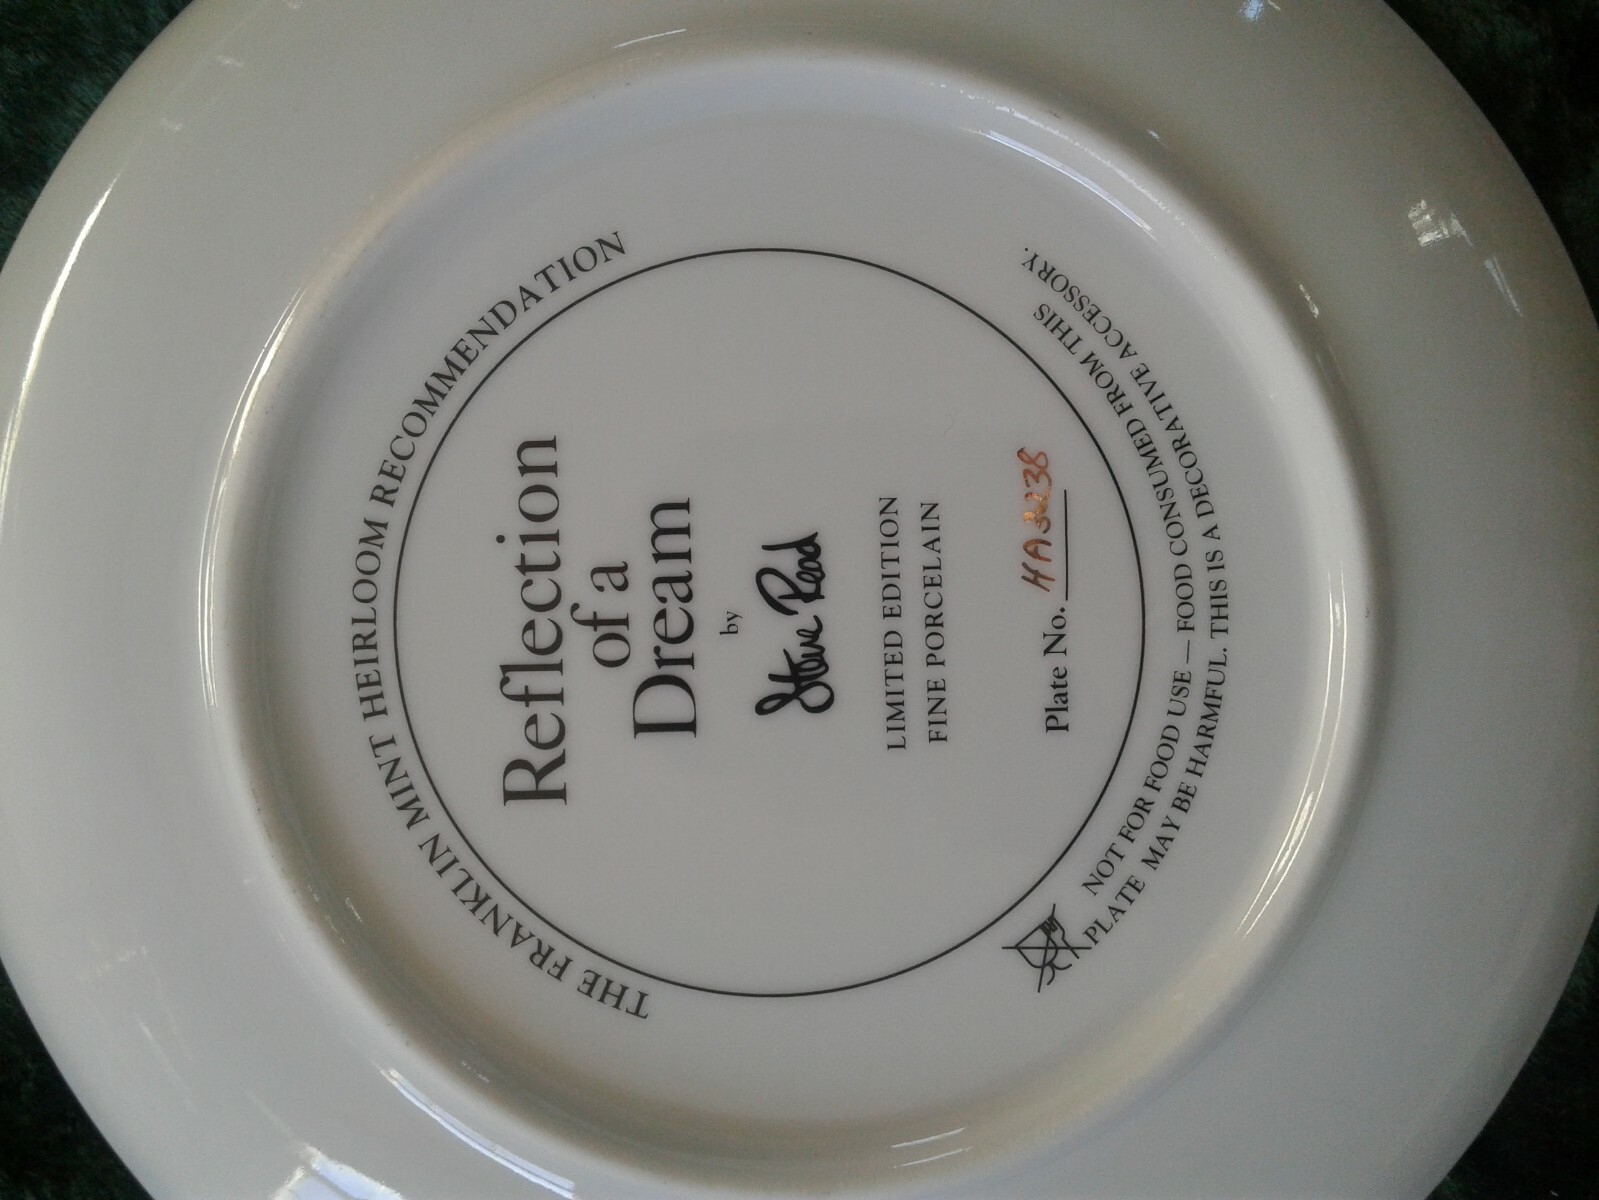 THE FRANKLIN MINT HEIRLOOM RECOMMENDATION
Reflection
of a
Dream
by
Steve Read
LIMITED EDITION
FINE PORCELAIN
Plate No. HA3238
NOT FOR FOOD USE — FOOD CONSUMED FROM THIS
PLATE MAY BE HARMFUL. THIS IS A DECORATIVE ACCESSORY.